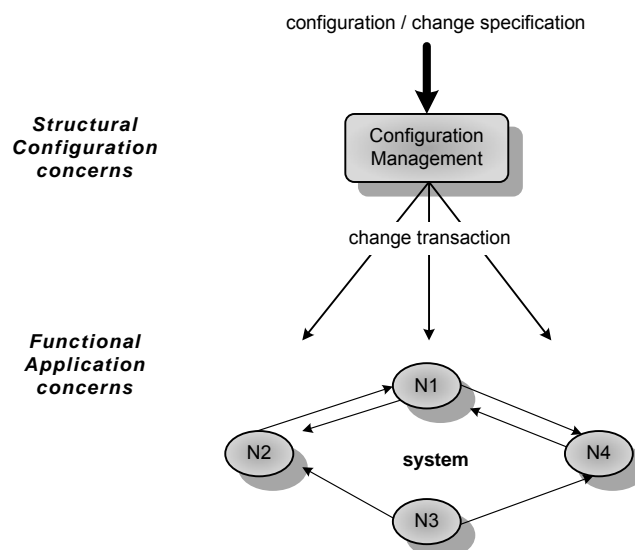 configuration / change specification
Structural
Configuration
concerns
Configuration
Management
change transaction
Functional
Application
concerns
N1
N2
system
N4
N3